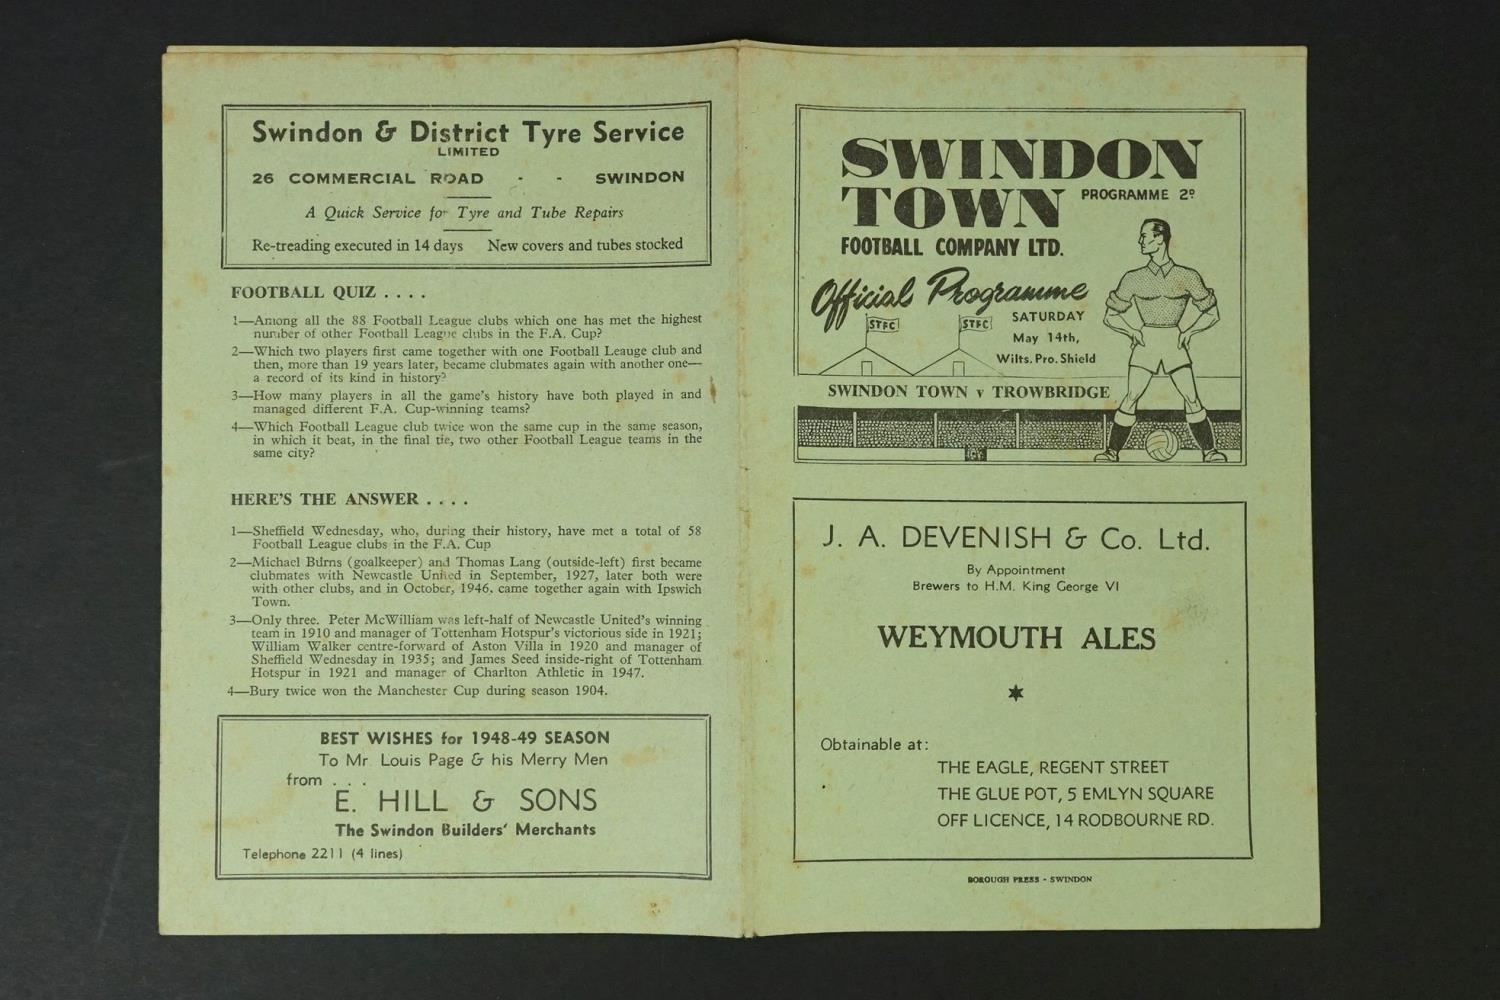 Swindon & District Tyre Service
LIMITED
26 COMMERCIAL ROAD - - SWINDON
A Quick Service for Tyre and Tube Repairs
Re-treading executed in 14 days New covers and tubes stocked
FOOTBALL QUIZ . . . .
1—Among all the 88 Football League clubs which one has met the highest
number of other Football League clubs in the F.A. Cup?
2—Which two players first came together with one Football Leauge club and
then, more than 19 years later, became clubmates again with another one—
a record of its kind in history?
3—How many players in all the game's history have both played in and
managed different F.A. Cup-winning teams?
4—Which Football League club twice won the same cup in the same season,
in which it beat, in the final tie, two other Football League teams in the
same city?
HERE'S THE ANSWER . . . .
1—Sheffield Wednesday, who, during their history, have met a total of 58
Football League clubs in the F.A. Cup
2—Michael Burns (goalkeeper) and Thomas Lang (outside-left) first became
clubmates with Newcastle United in September, 1927, later both were
with other clubs, and in October, 1946, came together again with Ipswich
Town.
3—Only three. Peter McWilliam was left-half of Newcastle United's winning
team in 1910 and manager of Tottenham Hotspur's victorious side in 1921;
William Walker centre-forward of Aston Villa in 1920 and manager of
Sheffield Wednesday in 1935; and James Seed inside-right of Tottenham
Hotspur in 1921 and manager of Charlton Athletic in 1947.
4—Bury twice won the Manchester Cup during season 1904.
BEST WISHES for 1948-49 SEASON
To Mr Louis Page & his Merry Men
from . . .
E. HILL & SONS
The Swindon Builders' Merchants
Telephone 2211 (4 lines)
SWINDON
TOWN PROGRAMME 2D
FOOTBALL COMPANY LTD.
Official Programme
STFC STFC
SATURDAY
May 14th,
Wilts. Pro. Shield
SWINDON TOWN v TROWBRIDGE
J. A. DEVENISH & Co. Ltd.
By Appointment
Brewers to H.M. King George VI
WEYMOUTH ALES
Obtainable at:
THE EAGLE, REGENT STREET
THE GLUE POT, 5 EMLYN SQUARE
OFF LICENCE, 14 RODBOURNE RD.
BOROUGH PRESS - SWINDON